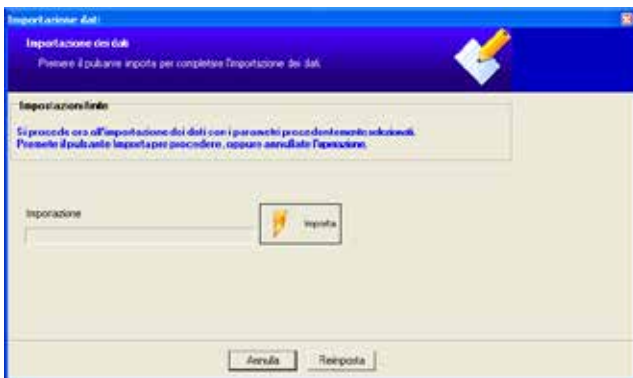 Importazione dati
Importazione dei dati
Premere il pulsante importa per completare l'importazione dei dati.
Impostazioni finite
Si procede ora all'importazione dei dati con i parametri precedentemente selezionati.
Premete il pulsante Importa per procedere, oppure annullate l'operazione.
Imporazione
Importa
Annulla
Reimposta